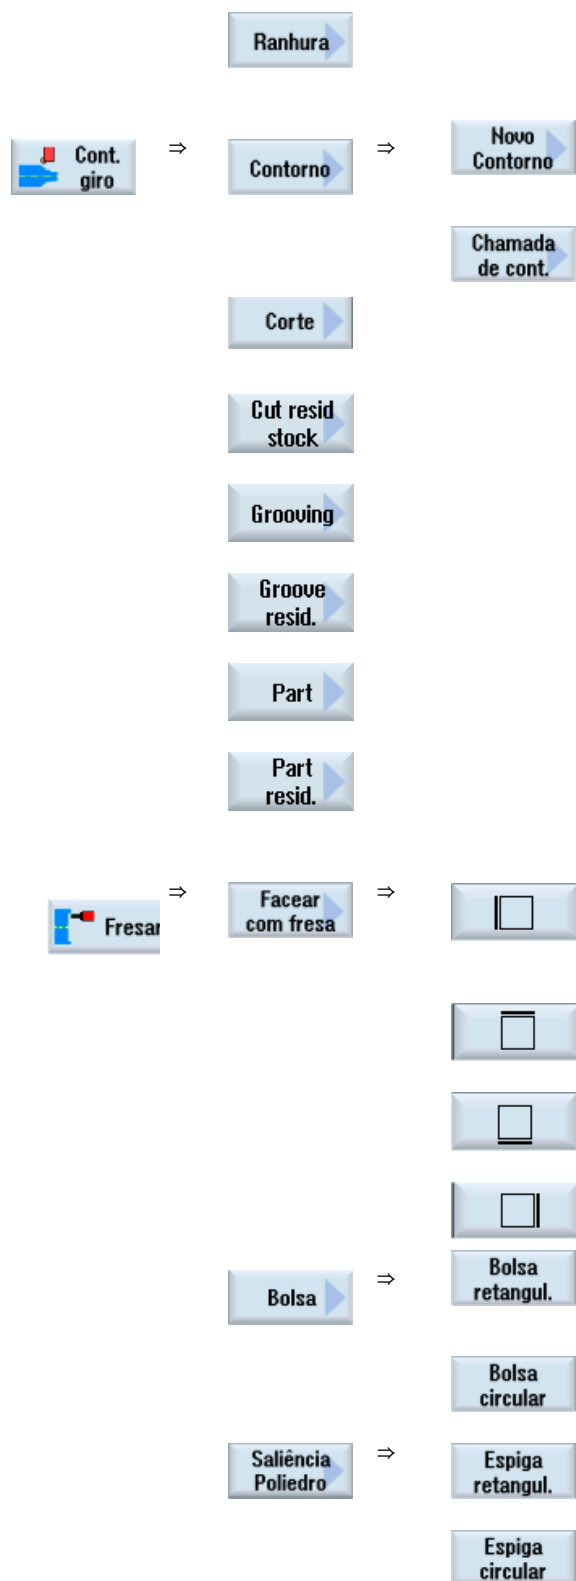 Ranhura
Cont.
giro
⇒
Contorno
⇒
Novo
Contorno
Chamada
de cont.
Corte
Cut resid
stock
Grooving
Groove
resid.
Part
Part
resid.
Fresar
⇒
Facear
com fresa
⇒
Bolsa
⇒
Bolsa
retangul.
Bolsa
circular
Saliência
Poliedro
⇒
Espiga
retangul.
Espiga
circular